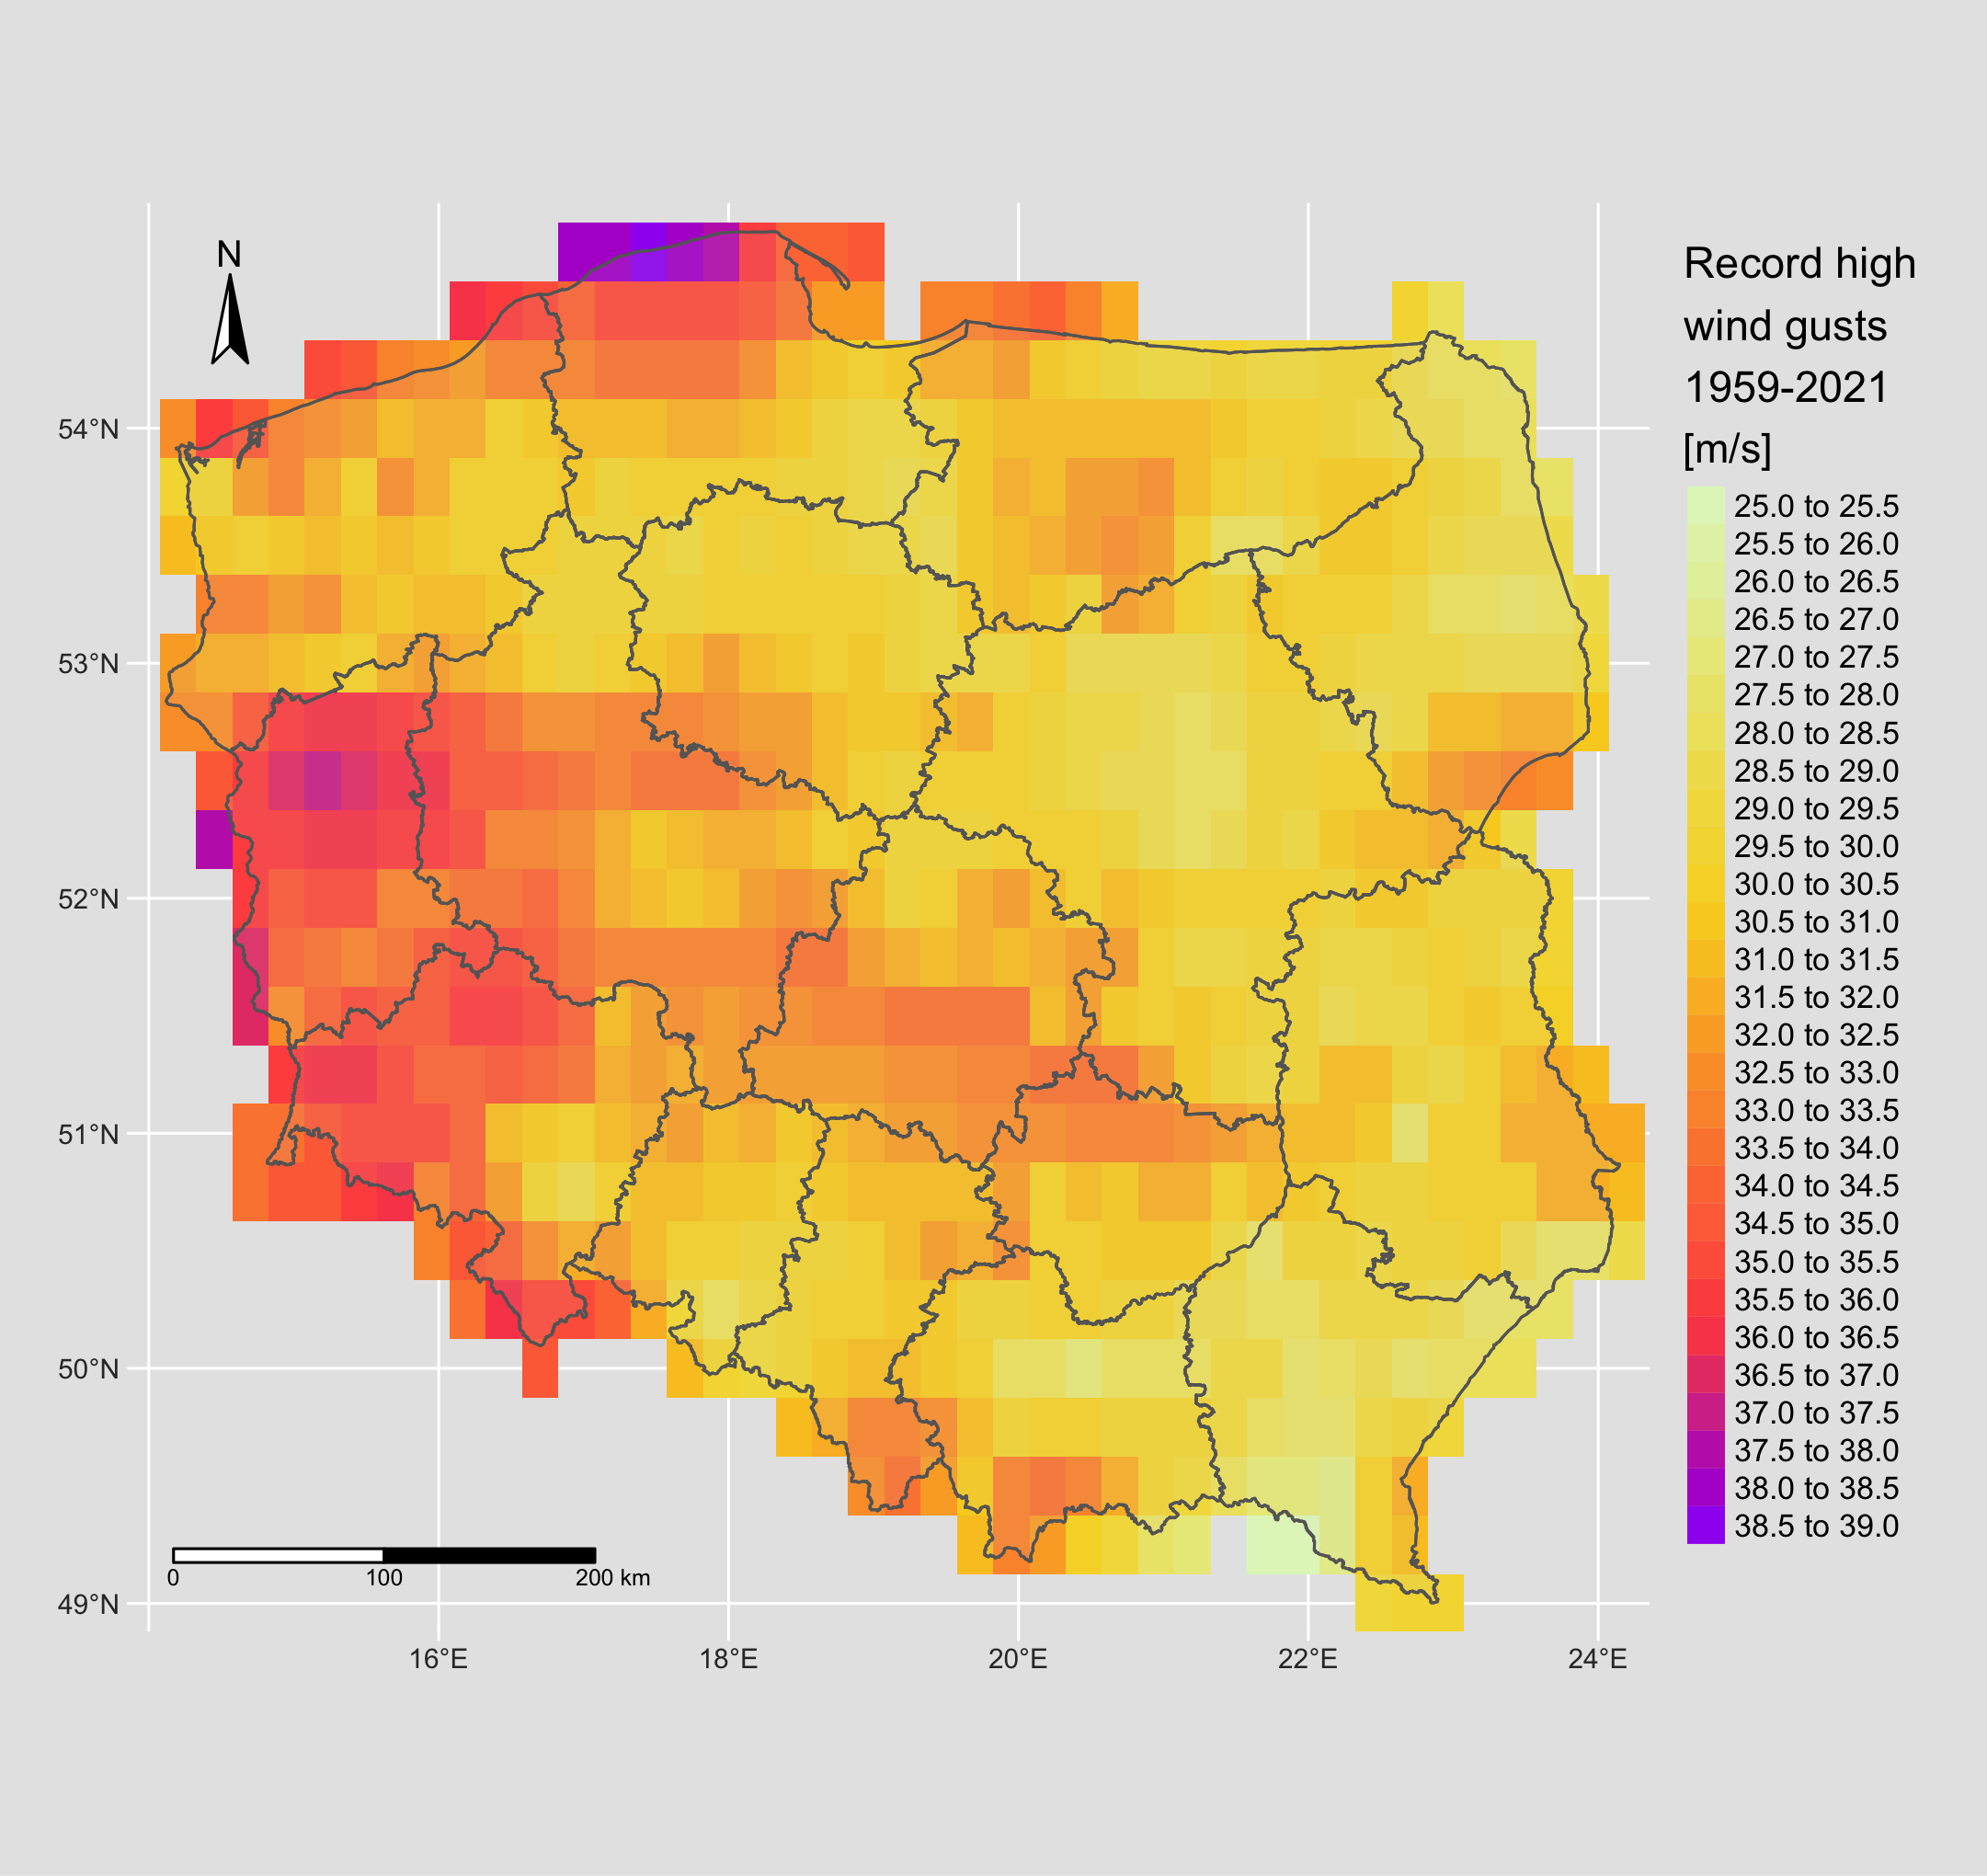 N
Record high
wind gusts
1959-2021
[m/s]
25.0 to 25.5
25.5 to 26.0
26.0 to 26.5
26.5 to 27.0
27.0 to 27.5
27.5 to 28.0
28.0 to 28.5
28.5 to 29.0
29.0 to 29.5
29.5 to 30.0
30.0 to 30.5
30.5 to 31.0
31.0 to 31.5
31.5 to 32.0
32.0 to 32.5
32.5 to 33.0
33.0 to 33.5
33.5 to 34.0
34.0 to 34.5
34.5 to 35.0
35.0 to 35.5
35.5 to 36.0
36.0 to 36.5
36.5 to 37.0
37.0 to 37.5
37.5 to 38.0
38.0 to 38.5
38.5 to 39.0
54°N
53°N
52°N
51°N
50°N
49°N
0 100 200 km
16°E 18°E 20°E 22°E 24°E